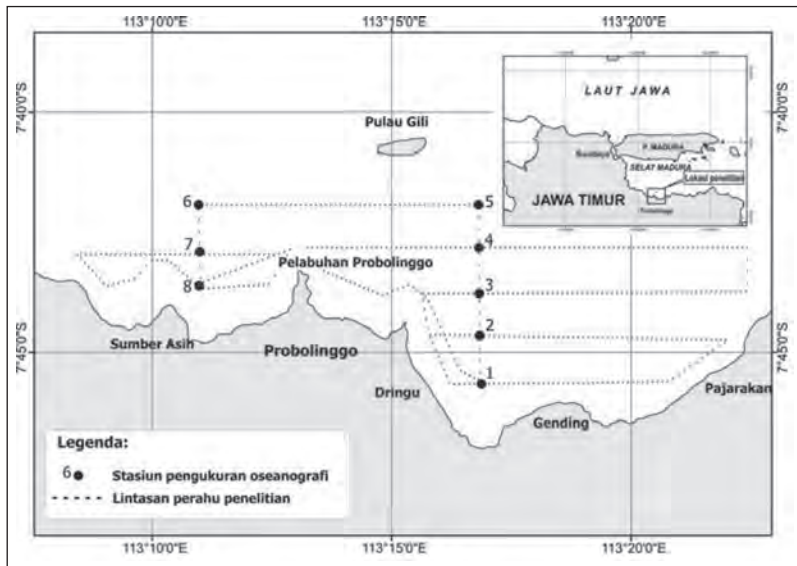 113°10'0"E
113°15'0"E
113°20'0"E
7°40'0"S
7°40'0"S
LAUT JAWA
Pulau Gili
P. MADURA
Surabaya
SELAT MADURA
Lokasi penelitian
JAWA TIMUR
Probolinggo
6
5
7
4
Pelabuhan Probolinggo
8
3
2
Sumber Asih
Probolinggo
7°45'0"S
7°45'0"S
1
Dringu
Pajarakan
Gending
Legenda:
6 Stasiun pengukuran oseanografi
Lintasan perahu penelitian
113°10'0"E
113°15'0"E
113°20'0"E